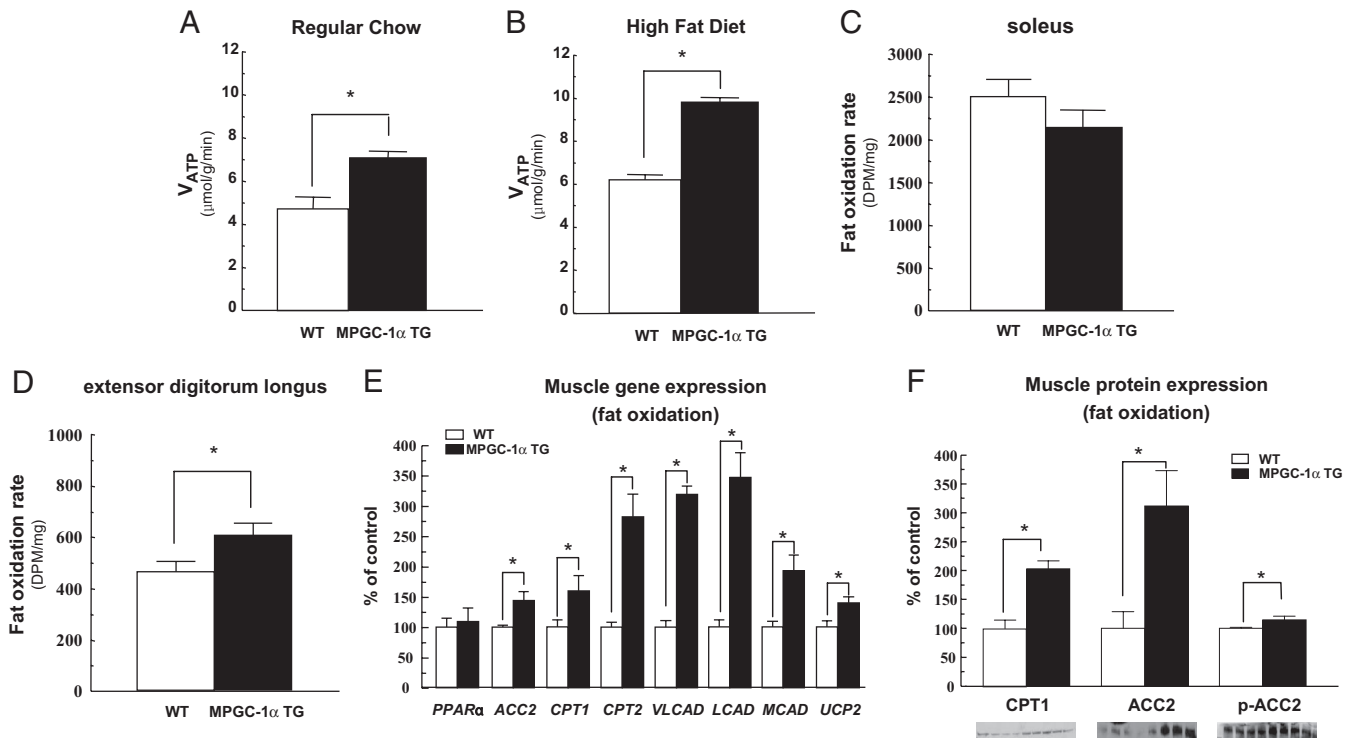 A
Regular Chow
12
10
8
6
4
2
0
V_ATP
(μmol/g/min)
*
WT MPGC-1α TG
B
High Fat Diet
12
10
8
6
4
2
0
V_ATP
(μmol/g/min)
*
WT MPGC-1α TG
C
soleus
3000
2500
2000
1500
1000
500
0
Fat oxidation rate
(DPM/mg)
WT MPGC-1α TG
D
extensor digitorum longus
1000
800
600
400
200
0
Fat oxidation rate
(DPM/mg)
*
WT MPGC-1α TG
E
Muscle gene expression
(fat oxidation)
WT
MPGC-1α TG
400
350
300
250
200
150
100
50
0
% of control
* * * * * * *
PPARα ACC2 CPT1 CPT2 VLCAD LCAD MCAD UCP2
F
Muscle protein expression
(fat oxidation)
WT
MPGC-1α TG
400
350
300
250
200
150
100
50
0
% of control
* * *
CPT1 ACC2 p-ACC2